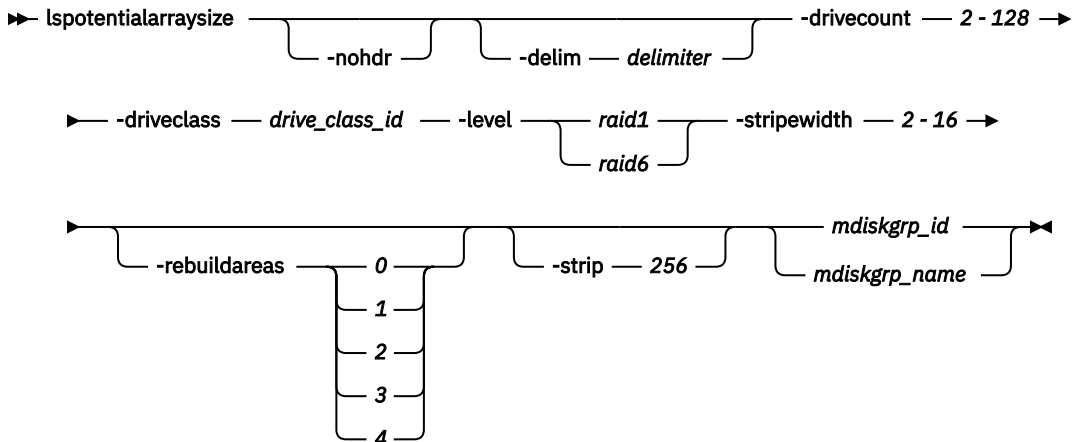 lspotentialarraysize -nohdr -delim delimiter -drivecount 2 - 128
-driveclass drive_class_id -level raid1 raid6 -stripewidth 2 - 16
-rebuildareas 0 1 2 3 4 -strip 256 mdiskgrp_id mdiskgrp_name